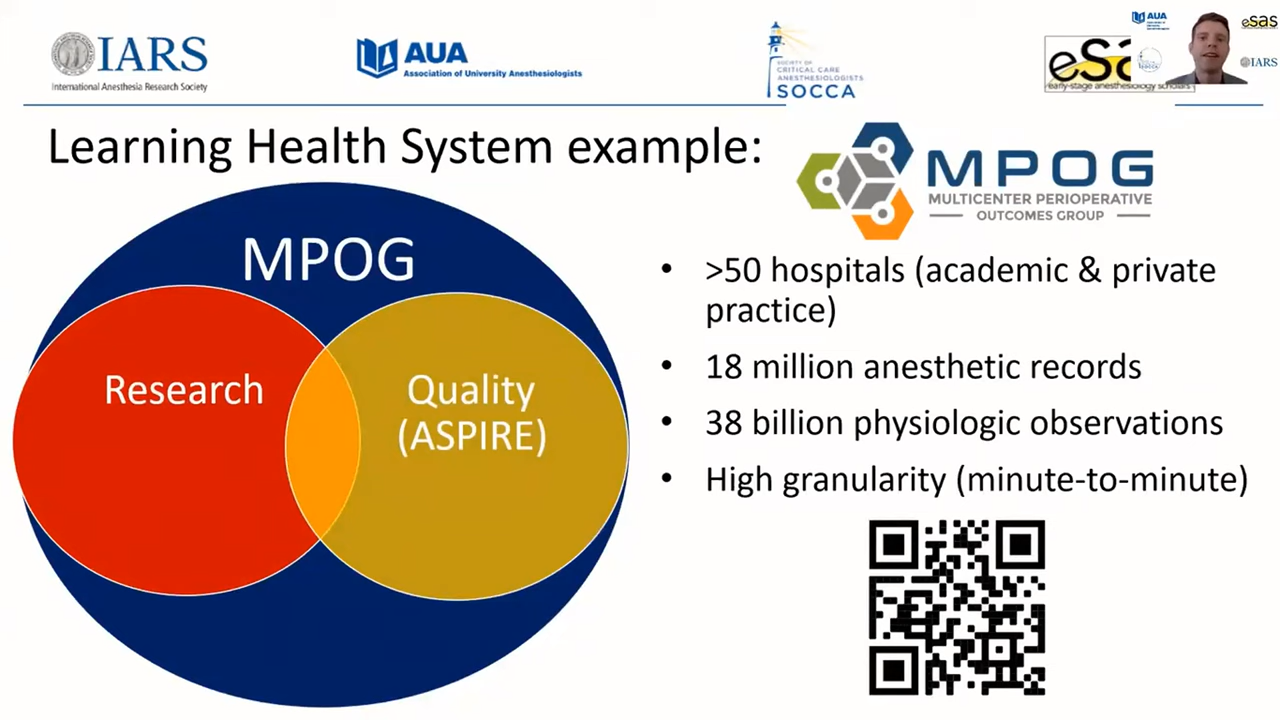 IARS
International Anesthesia Research Society
AUA
Association of University Anesthesiologists
SOCIETY OF
CRITICAL CARE
ANESTHESIOLOGISTS
SOCCA
eSa
early-stage anesthesiology scholars
AUA
eSas
IARS
Learning Health System example:
MPOG
MULTICENTER PERIOPERATIVE
OUTCOMES GROUP
MPOG
Research
Quality
(ASPIRE)
• >50 hospitals (academic & private
practice)
• 18 million anesthetic records
• 38 billion physiologic observations
• High granularity (minute-to-minute)